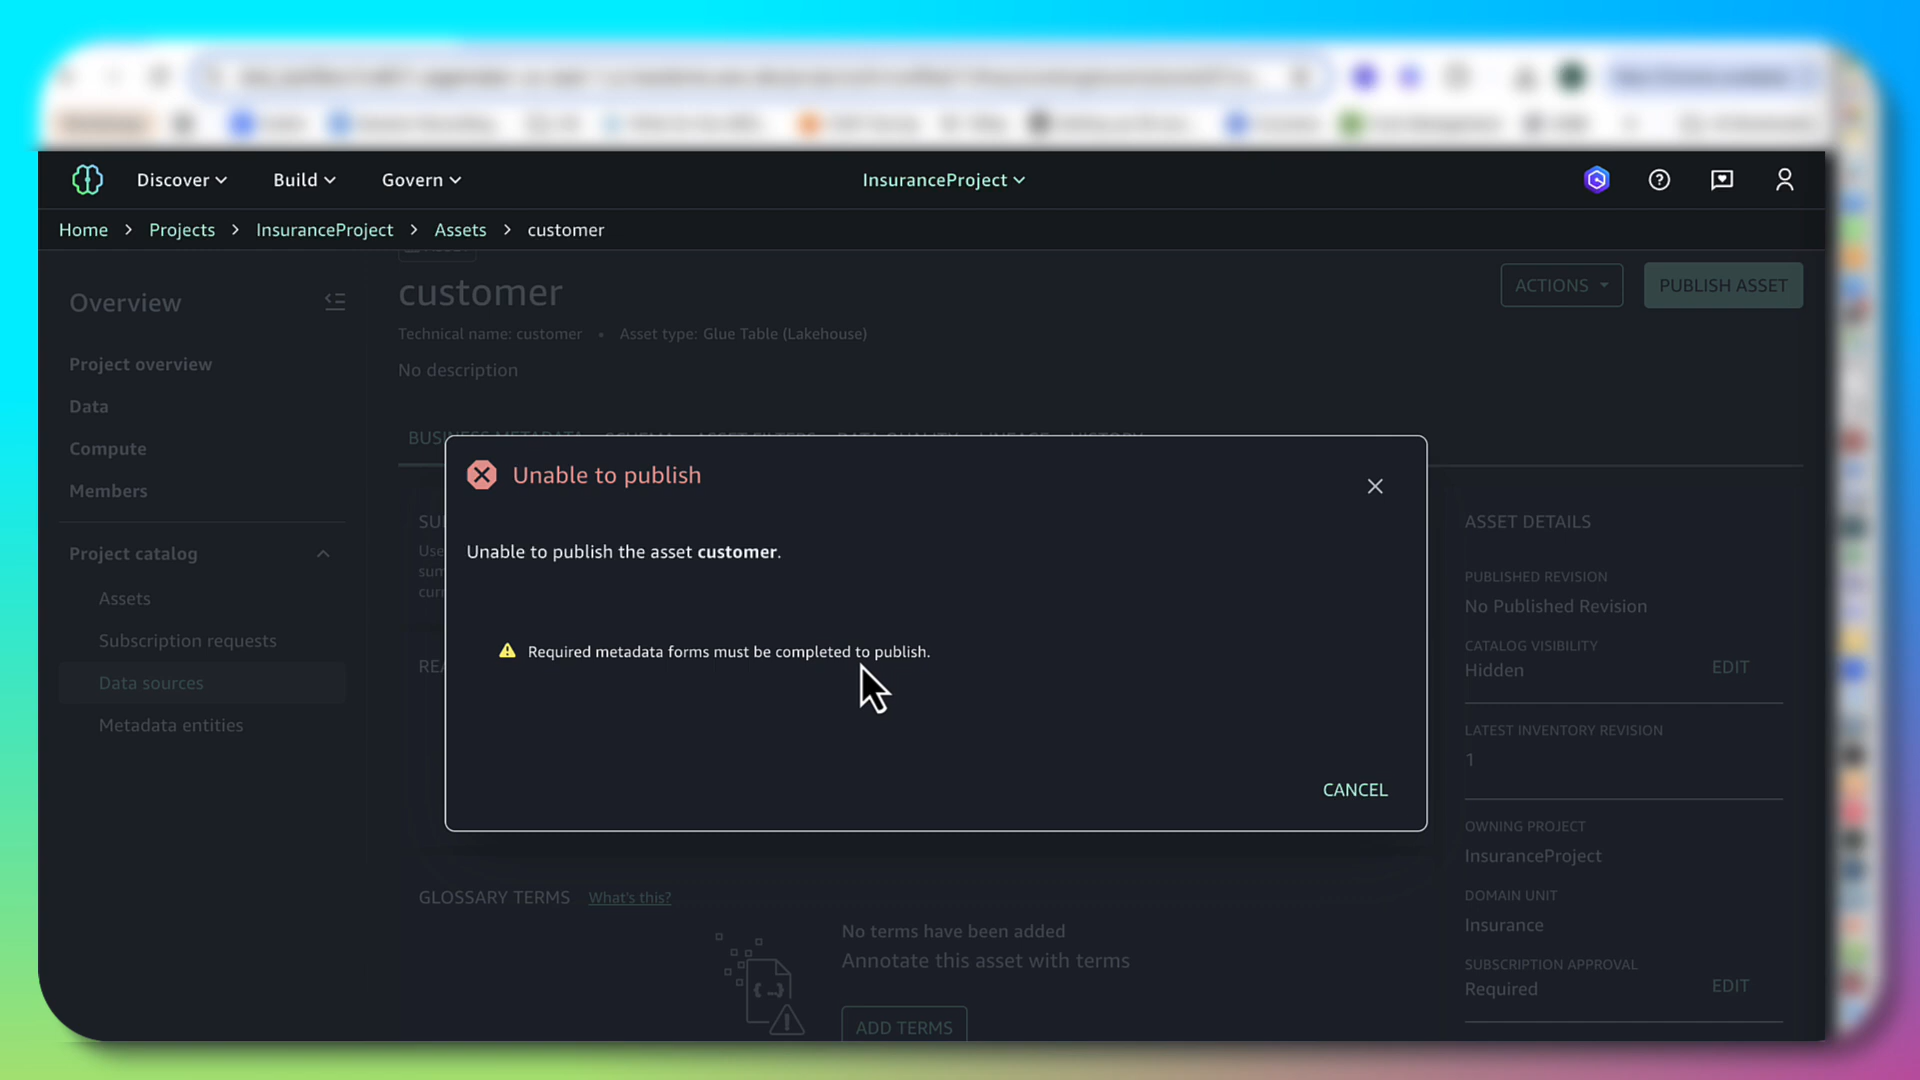 Discover
Build
Govern
InsuranceProject
Home > Projects > InsuranceProject > Assets > customer
Overview
Project overview
Data
Compute
Members
Project catalog
Assets
Subscription requests
Data sources
Metadata entities
customer
ACTIONS
PUBLISH ASSET
Technical name: customer • Asset type: Glue Table (Lakehouse)
No description
Unable to publish
Unable to publish the asset customer.
Required metadata forms must be completed to publish.
CANCEL
GLOSSARY TERMS What's this?
No terms have been added
Annotate this asset with terms
ADD TERMS
ASSET DETAILS
PUBLISHED REVISION
No Published Revision
CATALOG VISIBILITY
Hidden
EDIT
LATEST INVENTORY REVISION
1
OWNING PROJECT
InsuranceProject
DOMAIN UNIT
Insurance
SUBSCRIPTION APPROVAL
Required
EDIT